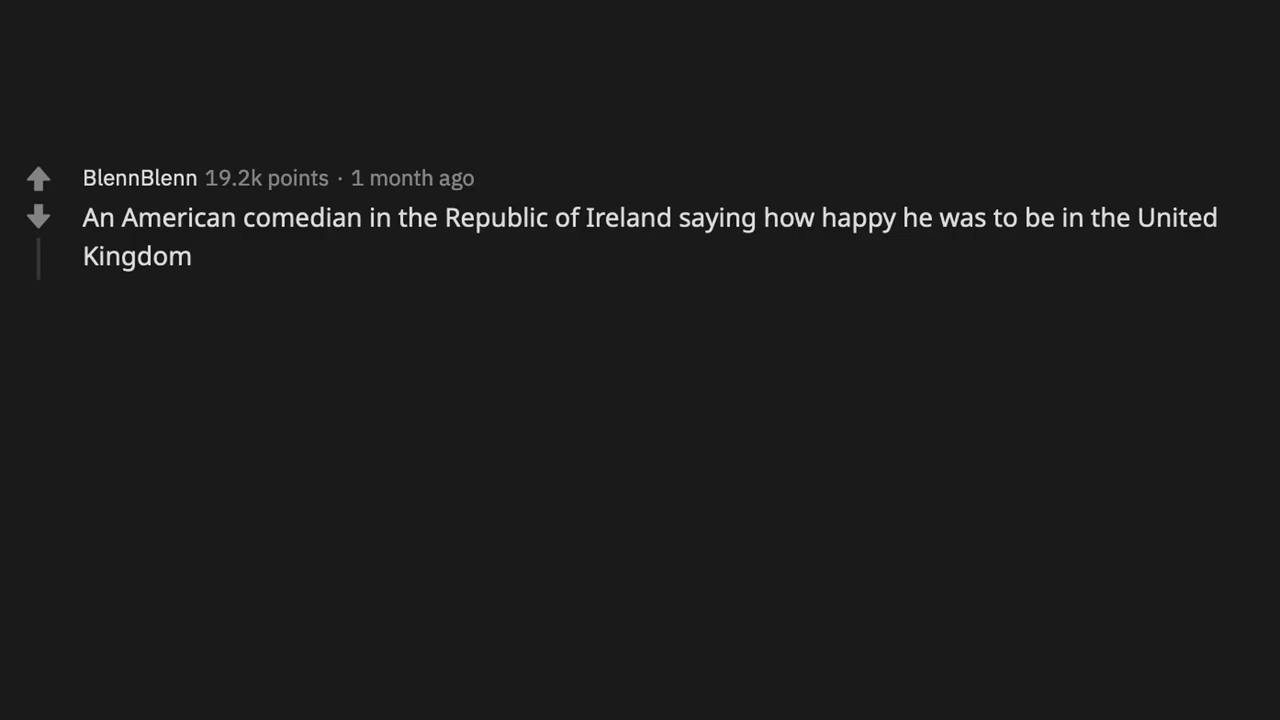 BlennBlenn 19.2k points · 1 month ago
An American comedian in the Republic of Ireland saying how happy he was to be in the United
Kingdom